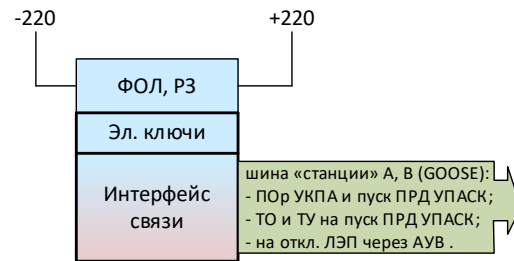 -220
+220
ФОЛ, РЗ
Эл. ключи
Интерфейс
связи
шина «станции» А, В (GOOSE):
- ПОр УКПА и пуск ПРД УПАСК;
- ТО и ТУ на пуск ПРД УПАСК;
- на откл. ЛЭП через АУВ .